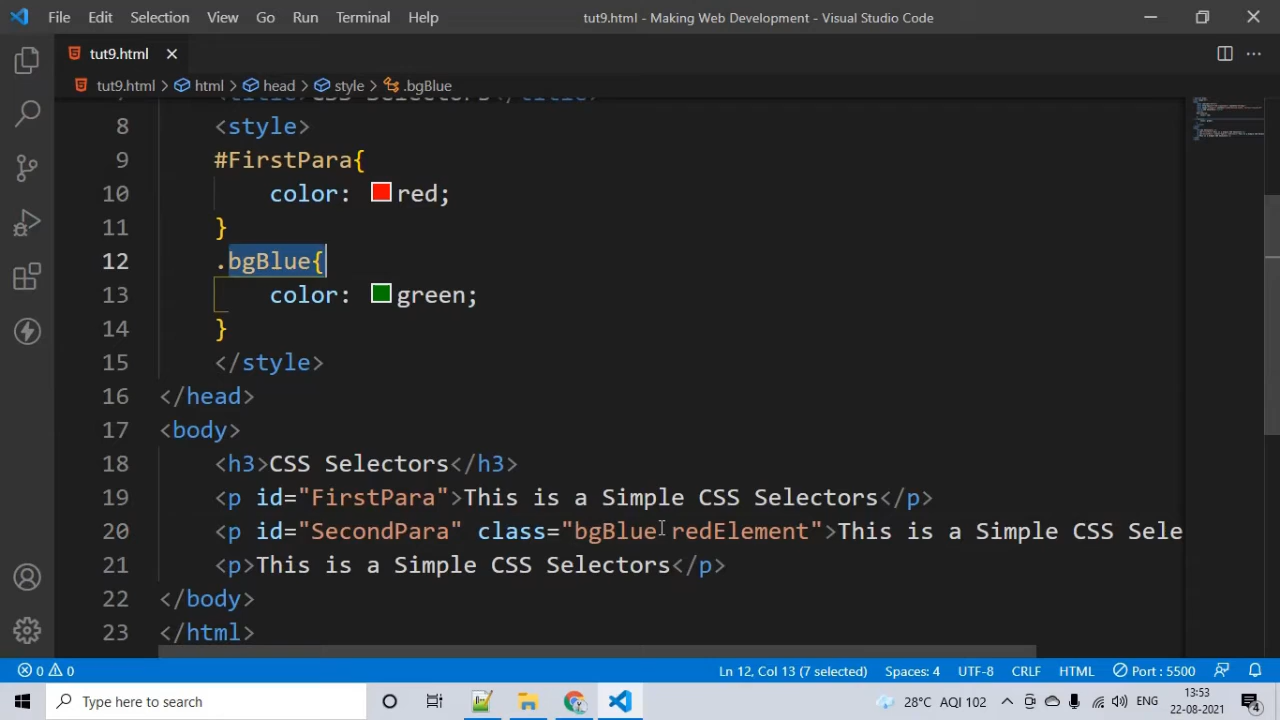 File Edit Selection View Go Run Terminal Help tut9.html - Making Web Development - Visual Studio Code
tut9.html
tut9.html > html > head > style > .bgBlue
<title>CSS Selectors</title>
8 <style>
9 #FirstPara{
10 color: red;
11 }
12 .bgBlue{
13 color: green;
14 }
15 </style>
16 </head>
17 <body>
18 <h3>CSS Selectors</h3>
19 <p id="FirstPara">This is a Simple CSS Selectors</p>
20 <p id="SecondPara" class="bgBlue redElement">This is a Simple CSS Sele
21 <p>This is a Simple CSS Selectors</p>
22 </body>
23 </html>
0 0 Ln 12, Col 13 (7 selected) Spaces: 4 UTF-8 CRLF HTML Port : 5500
Type here to search 28°C AQI 102 ENG 13:53
22-08-2021 4